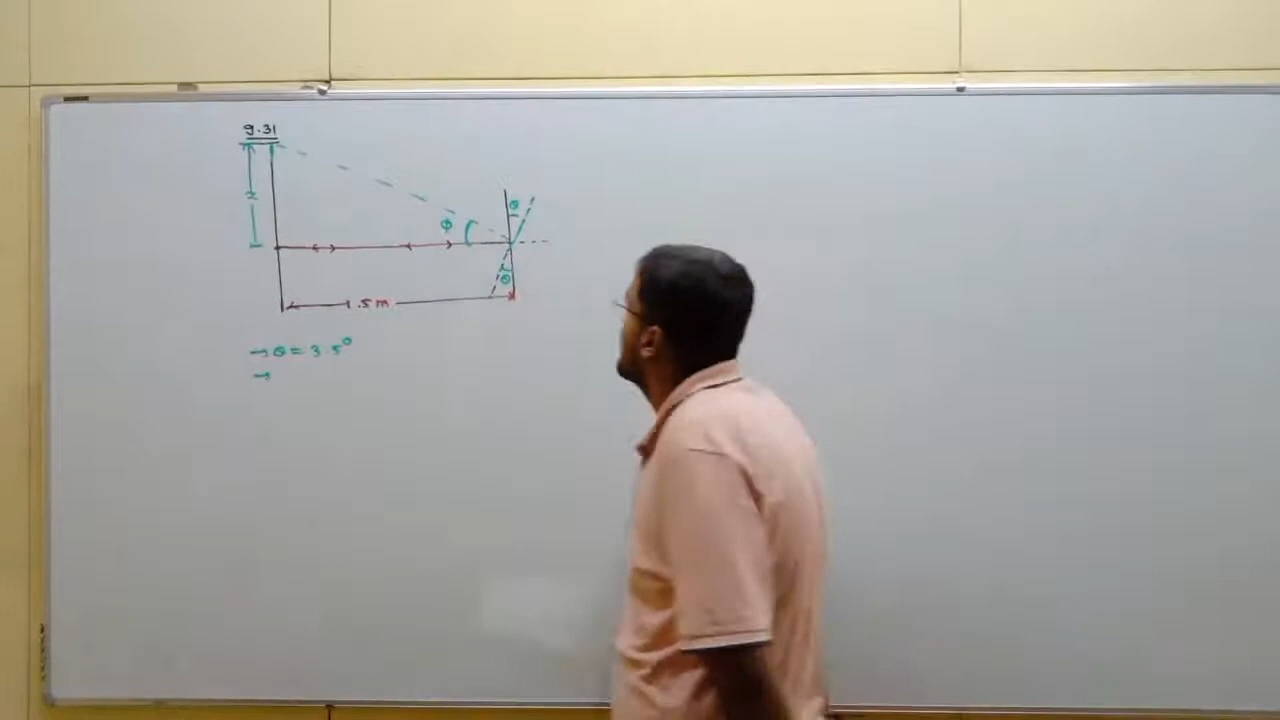 9.31
x
φ
θ
θ
1.5 m
→ θ = 3.5°
→